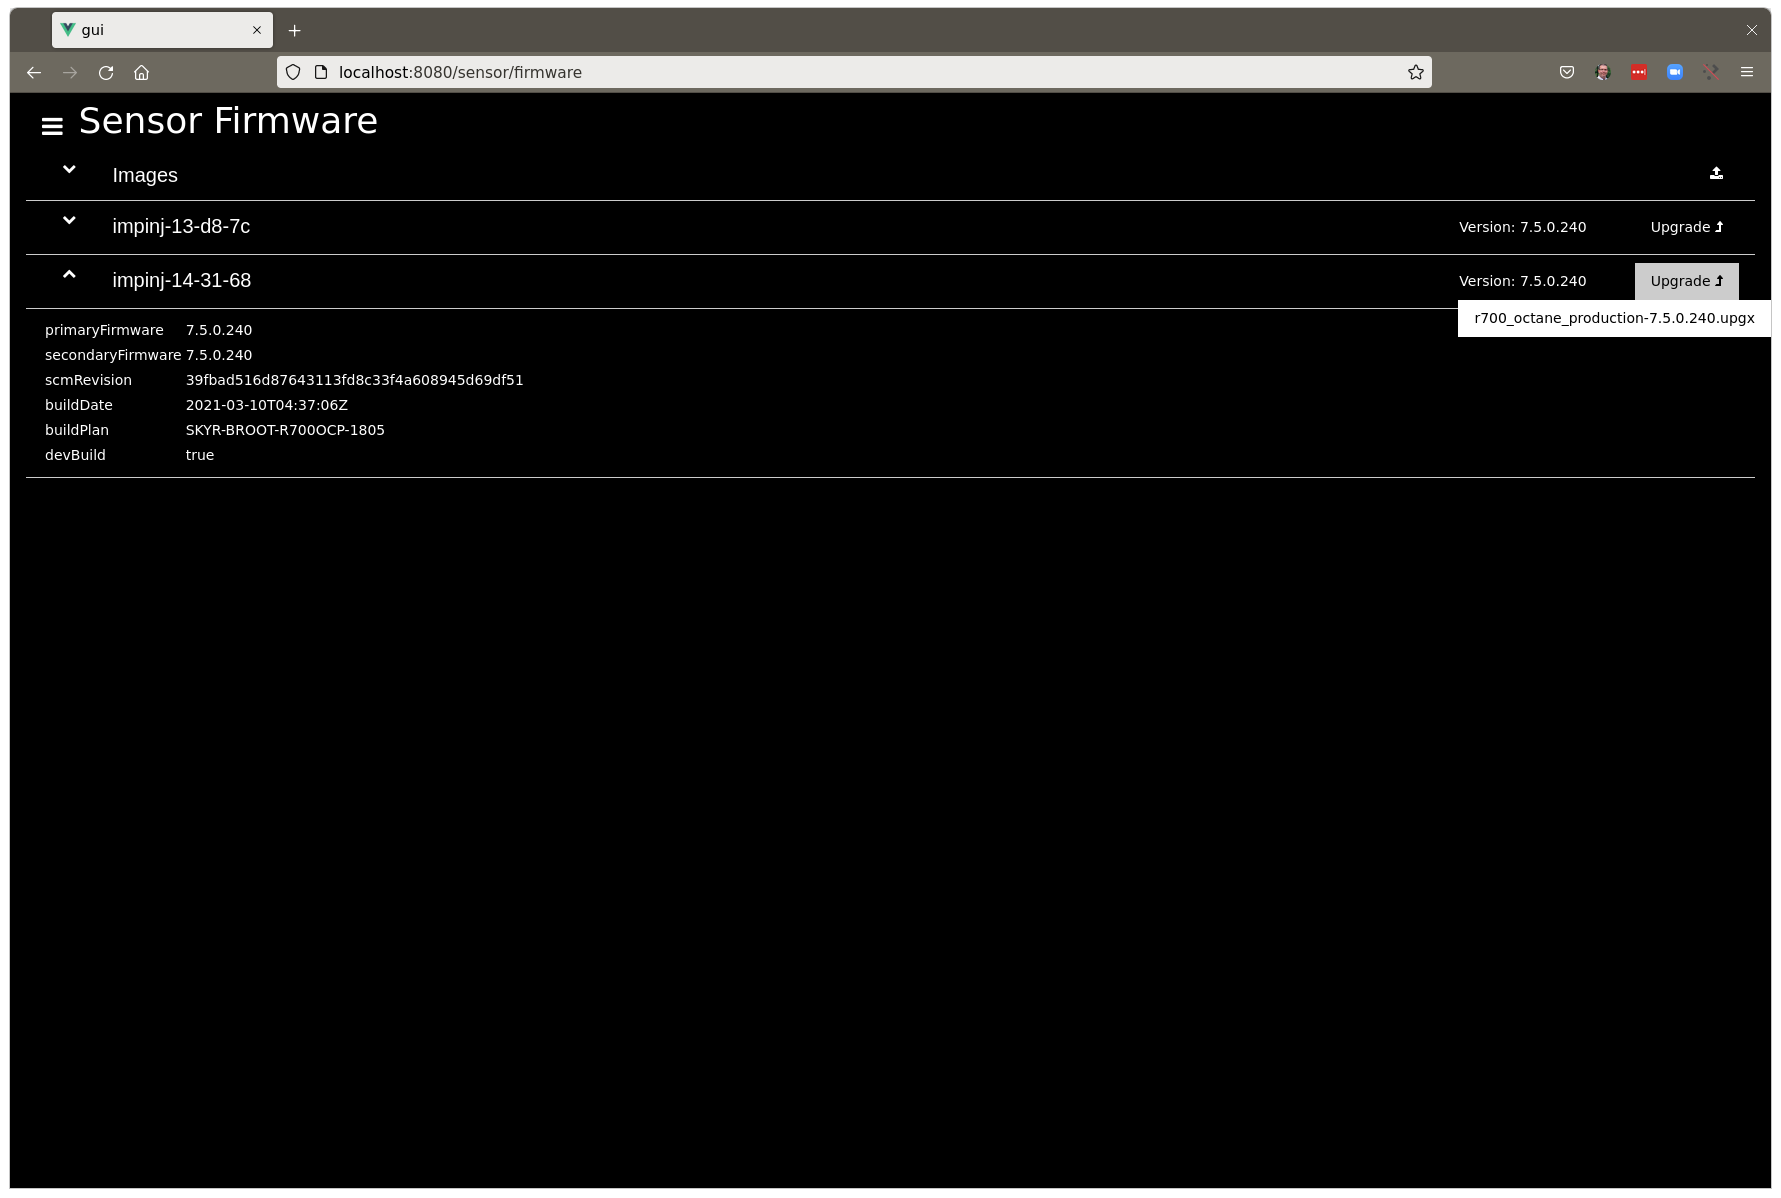 gui
localhost:8080/sensor/firmware
Sensor Firmware
Images
impinj-13-d8-7c Version: 7.5.0.240 Upgrade
impinj-14-31-68 Version: 7.5.0.240 Upgrade
r700_octane_production-7.5.0.240.upgx
primaryFirmware 7.5.0.240
secondaryFirmware 7.5.0.240
scmRevision 39fbad516d87643113fd8c33f4a608945d69df51
buildDate 2021-03-10T04:37:06Z
buildPlan SKYR-BROOT-R700OCP-1805
devBuild true